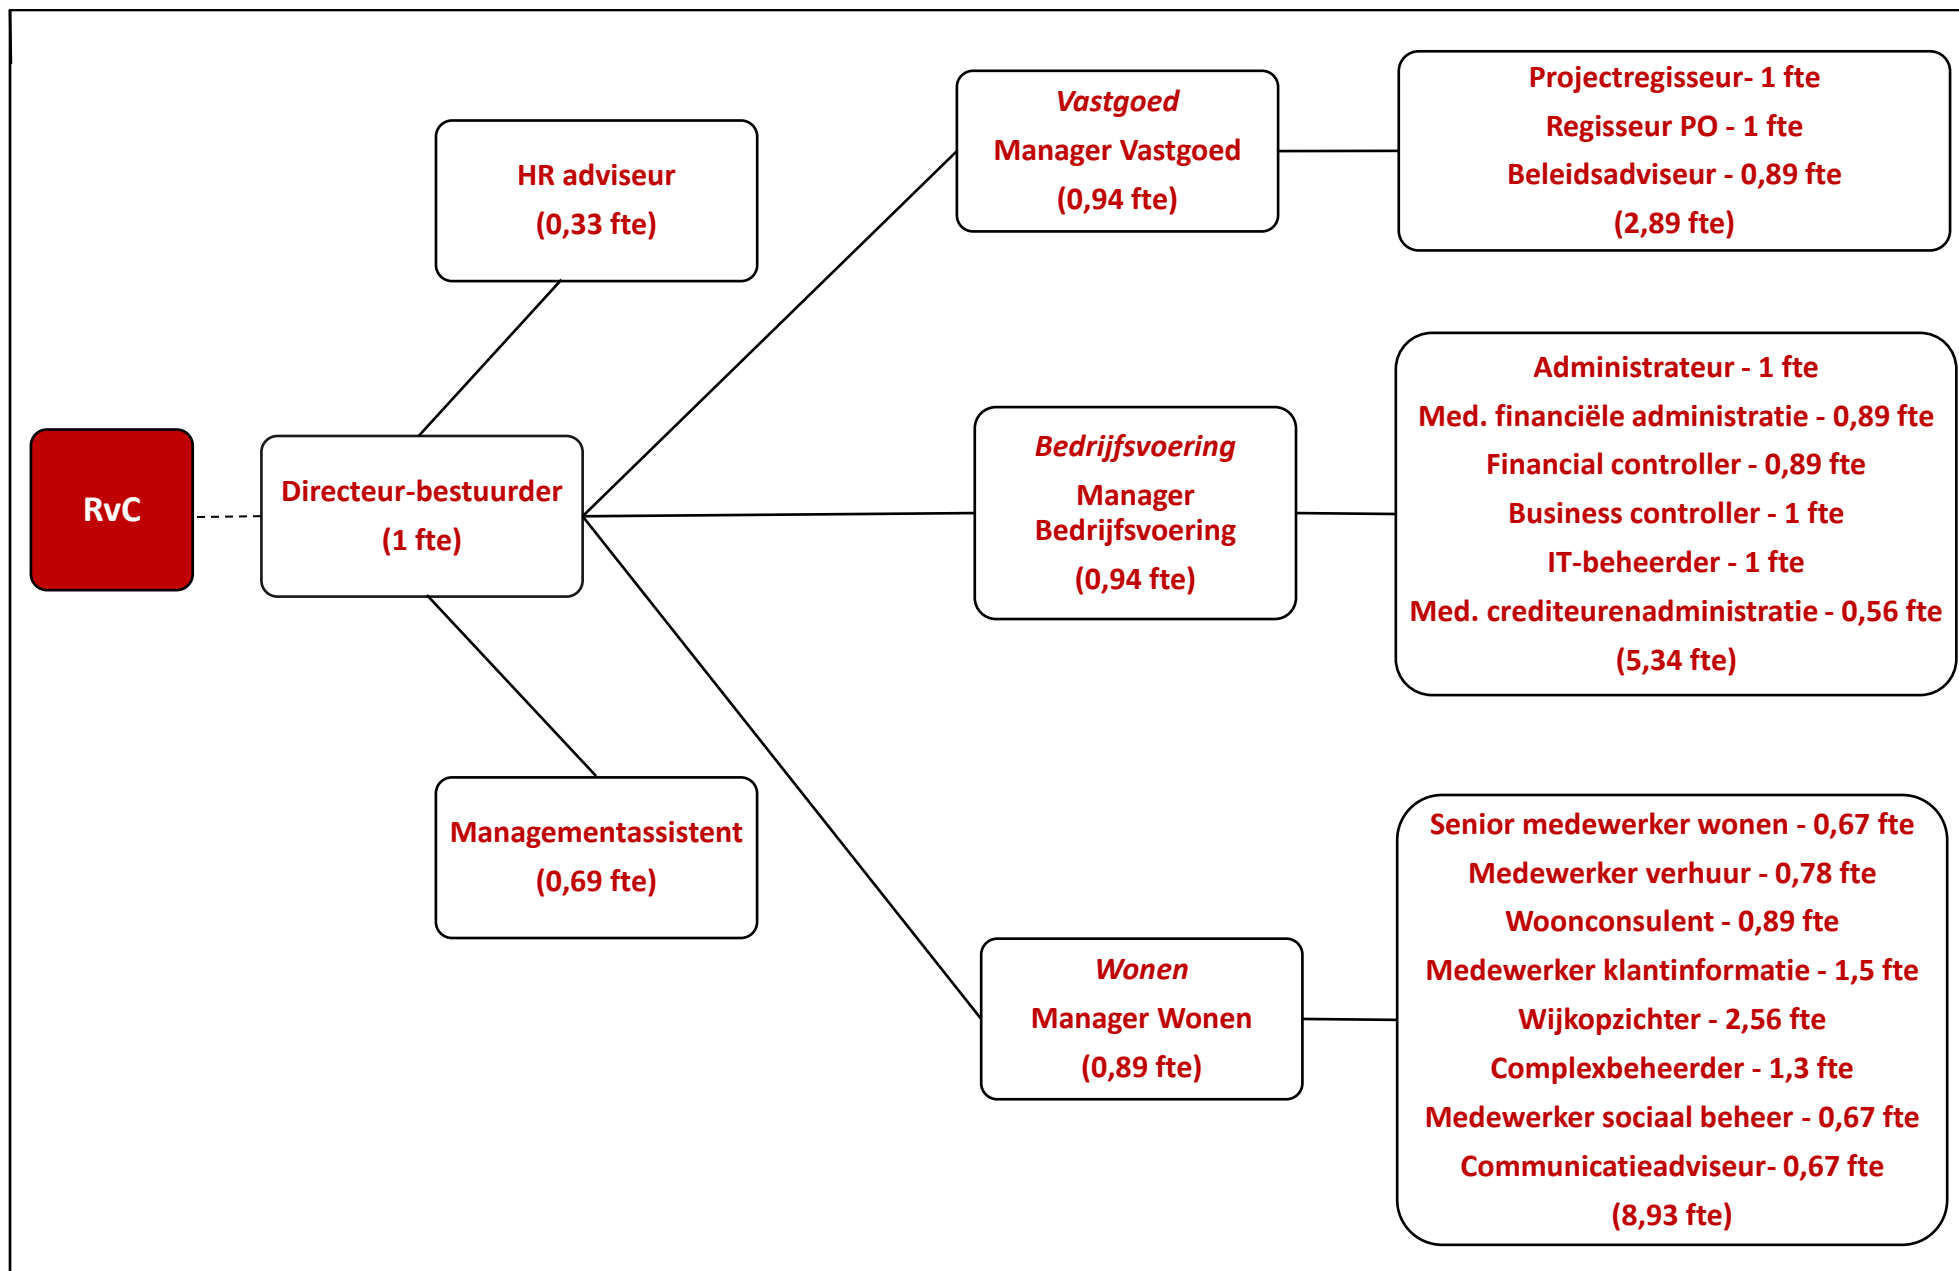 RvC
Directeur-bestuurder
(1 fte)
HR adviseur
(0,33 fte)
Managementassistent
(0,69 fte)
Vastgoed
Manager Vastgoed
(0,94 fte)
Projectregisseur- 1 fte
Regisseur PO - 1 fte
Beleidsadviseur - 0,89 fte
(2,89 fte)
Bedrijfsvoering
Manager
Bedrijfsvoering
(0,94 fte)
Administrateur - 1 fte
Med. financiële administratie - 0,89 fte
Financial controller - 0,89 fte
Business controller - 1 fte
IT-beheerder - 1 fte
Med. crediteurenadministratie - 0,56 fte
(5,34 fte)
Wonen
Manager Wonen
(0,89 fte)
Senior medewerker wonen - 0,67 fte
Medewerker verhuur - 0,78 fte
Woonconsulent - 0,89 fte
Medewerker klantinformatie - 1,5 fte
Wijkopzichter - 2,56 fte
Complexbeheerder - 1,3 fte
Medewerker sociaal beheer - 0,67 fte
Communicatieadviseur- 0,67 fte
(8,93 fte)